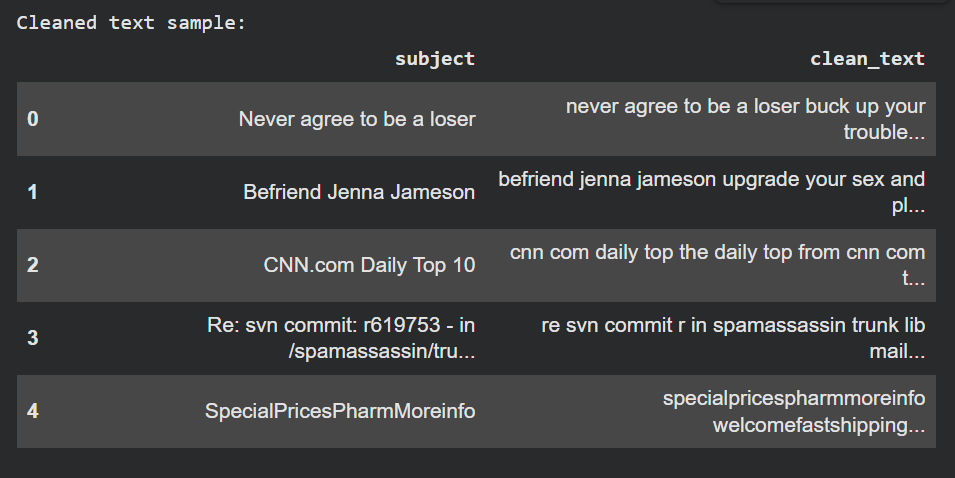 Cleaned text sample:
subject clean_text
0 Never agree to be a loser never agree to be a loser buck up your
trouble...
1 Befriend Jenna Jameson befriend jenna jameson upgrade your sex and
pl...
2 CNN.com Daily Top 10 cnn com daily top the daily top from cnn com
t...
3 Re: svn commit: r619753 - in re svn commit r in spamassassin trunk lib
/spamassassin/tru... mail...
4 SpecialPricesPharmMoreinfo specialpricespharmmoreinfo
welcomefastshipping...